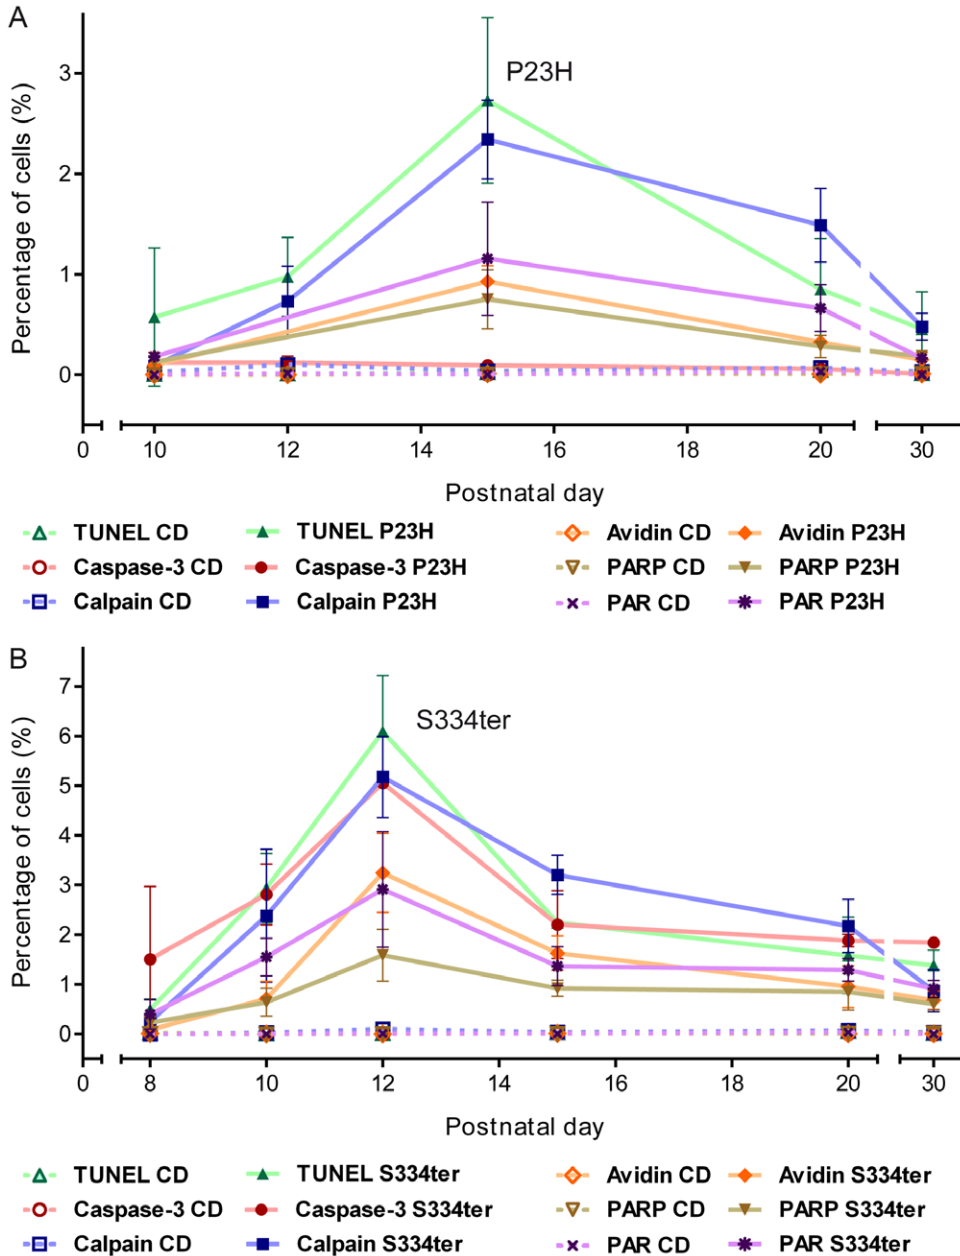 A
P23H
Percentage of cells (%)
3
2
1
0
0 10 12 14 16 18 20 30
Postnatal day
TUNEL CD TUNEL P23H Avidin CD Avidin P23H
Caspase-3 CD Caspase-3 P23H PARP CD PARP P23H
Calpain CD Calpain P23H PAR CD PAR P23H
B
S334ter
Percentage of cells (%)
7
6
5
4
3
2
1
0
0 8 10 12 14 16 18 20 30
Postnatal day
TUNEL CD TUNEL S334ter Avidin CD Avidin S334ter
Caspase-3 CD Caspase-3 S334ter PARP CD PARP S334ter
Calpain CD Calpain S334ter PAR CD PAR S334ter